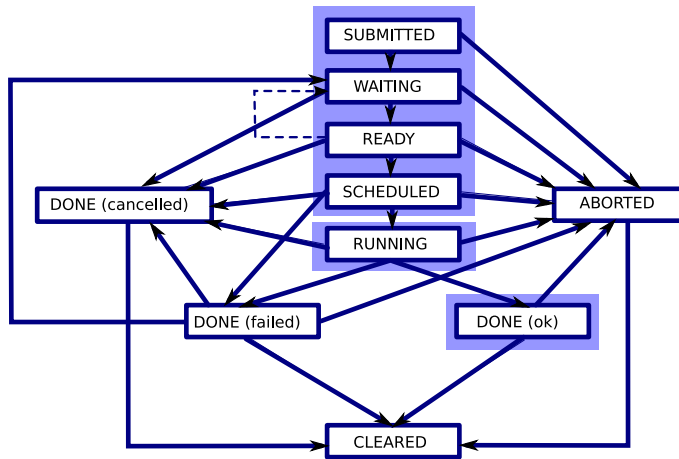 SUBMITTED
WAITING
READY
SCHEDULED
DONE (cancelled)
ABORTED
RUNNING
DONE (failed)
DONE (ok)
CLEARED